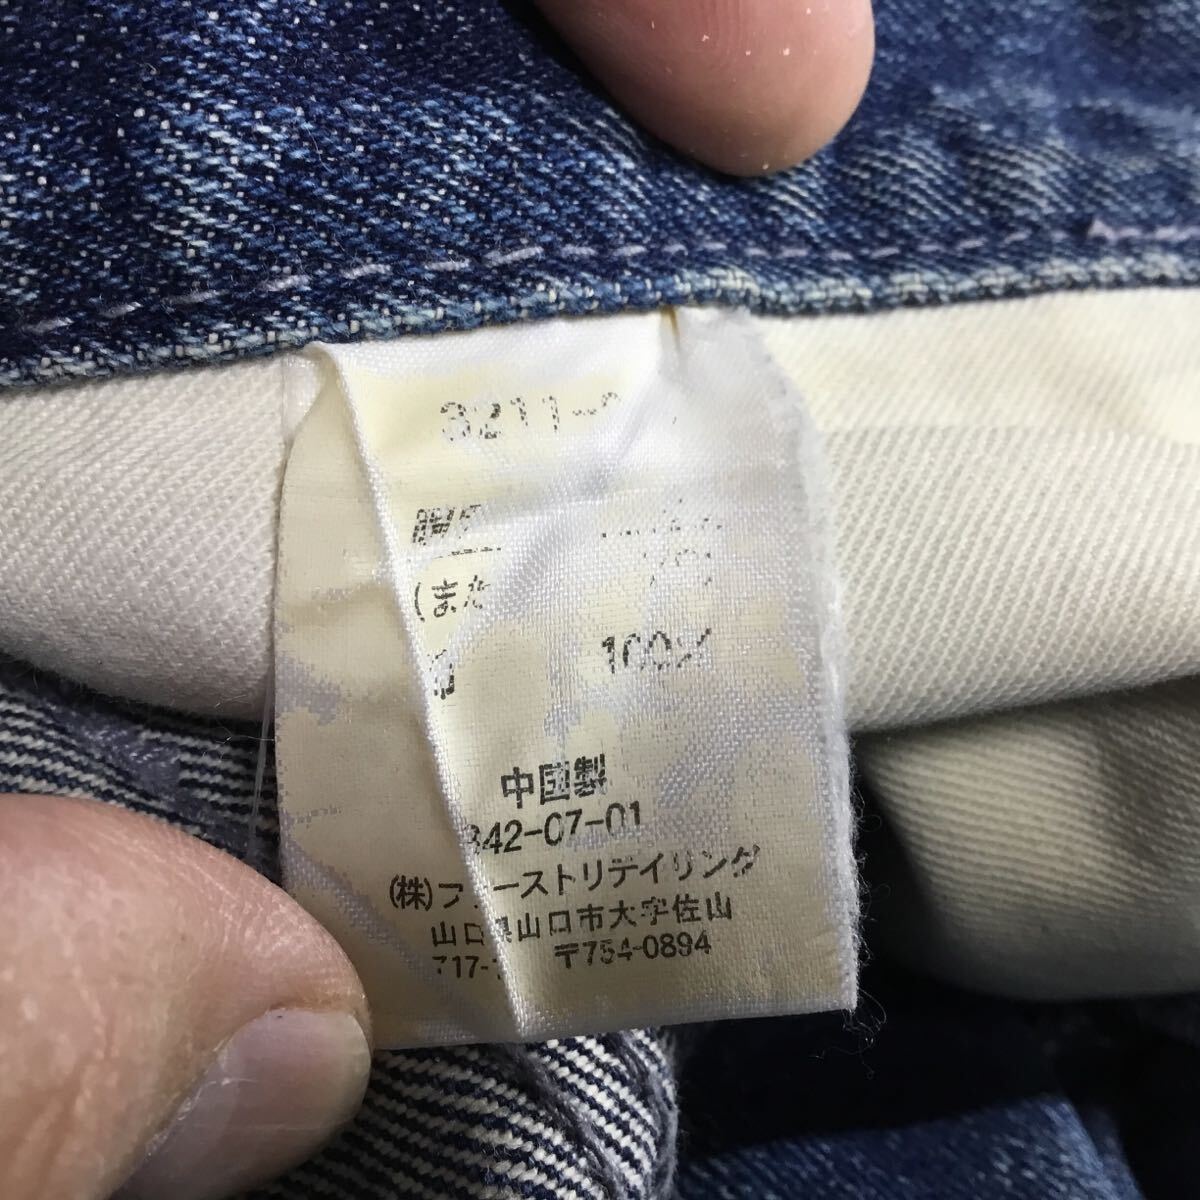 3211-
(また
100%
中国製
342-07-01
(株)ファーストリテイリング
山口県山口市大字佐山
717- 〒754-0894